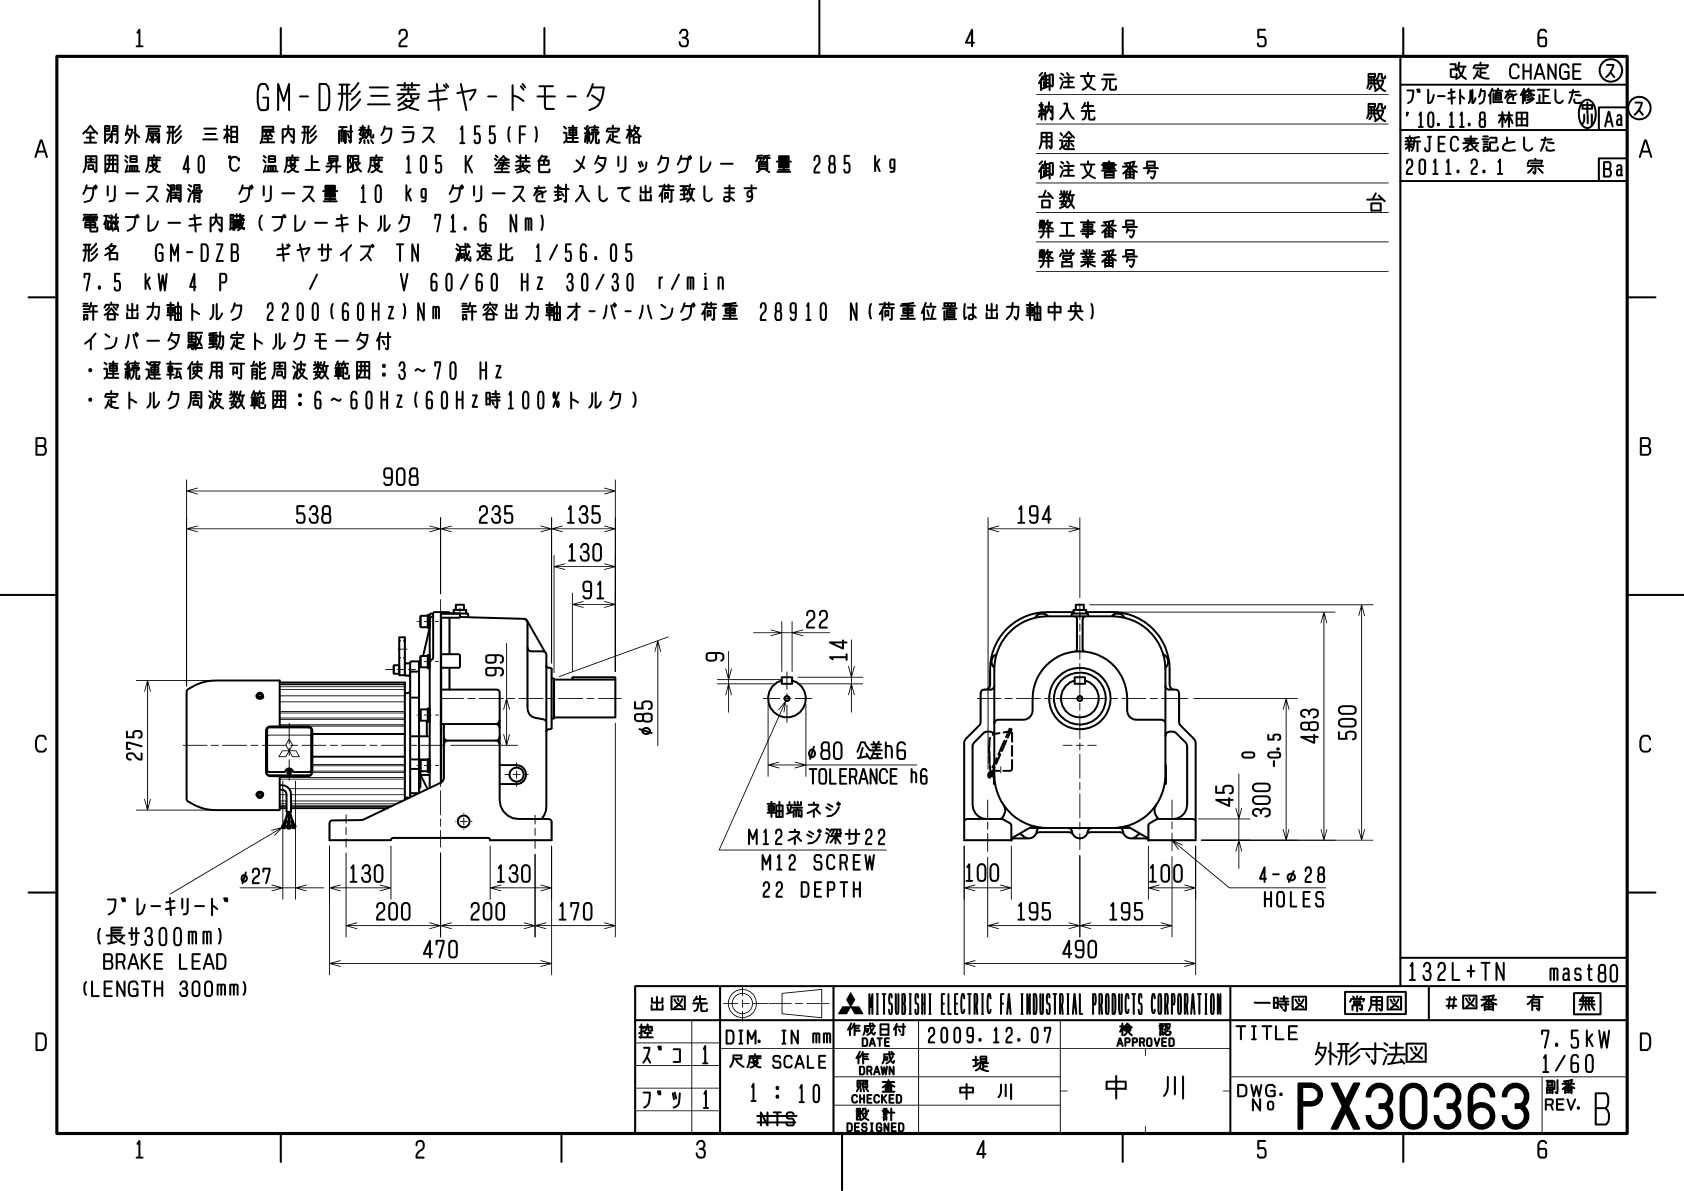 1 2 3 4 5 6
A
B
C
D
GM-D形三菱ギヤードモータ
全閉外扇形 三相 屋内形 耐熱クラス 155(F) 連続定格
周囲温度 40 ℃ 温度上昇限度 105 K 塗装色 メタリックグレー 質量 285 kg
グリース潤滑 グリース量 10 kg グリースを封入して出荷致します
電磁ブレーキ内臓(ブレーキトルク 71.6 Nm)
形名 GM-DZB ギヤサイズ TN 減速比 1/56.05
7.5 kW 4 P / V 60/60 Hz 30/30 r/min
許容出力軸トルク 2200(60Hz)Nm 許容出力軸オーバーハング荷重 28910 N(荷重位置は出力軸中央)
インバータ駆動定トルクモータ付
・連続運転使用可能周波数範囲:3~70 Hz
・定トルク周波数範囲:6~60Hz(60Hz時100%トルク)
御注文元 殿
納入先 殿
用途
御注文書番号
台数 台
弊工事番号
弊営業番号
改定 CHANGE ス
ブレーキトルク値を修正した
'10.11.8 林田 中川 Aa ス
新JEC表記とした
2011.2.1 宗 Ba
A
B
C
D
908
538 235 135
130
91
99
φ85
275
φ27
130 130
200 200 170
470
ブレーキリード
(長サ300mm)
BRAKE LEAD
(LENGTH 300mm)
22
9
14
φ80 公差h6
TOLERANCE h6
軸端ネジ
M12ネジ深サ22
M12 SCREW
22 DEPTH
194
483
500
0
300 -0.5
45
100 100
195 195
490
4-φ28
HOLES
132L+TN mast80
出図先
控
ズコ 1
ブツ 1
DIM. IN mm
尺度 SCALE
1 : 10
NTS
MITSUBISHI ELECTRIC FA INDUSTRIAL PRODUCTS CORPORATION
作成日付 DATE 2009.12.07
作成 DRAWN 堤
照査 CHECKED 中川
設計 DESIGNED
検認 APPROVED
中川
一時図 常用図 #図番 有 無
TITLE
外形寸法図
7.5kW
1/60
DWG. No PX30363
副番 REV. B
1 2 3 4 5 6